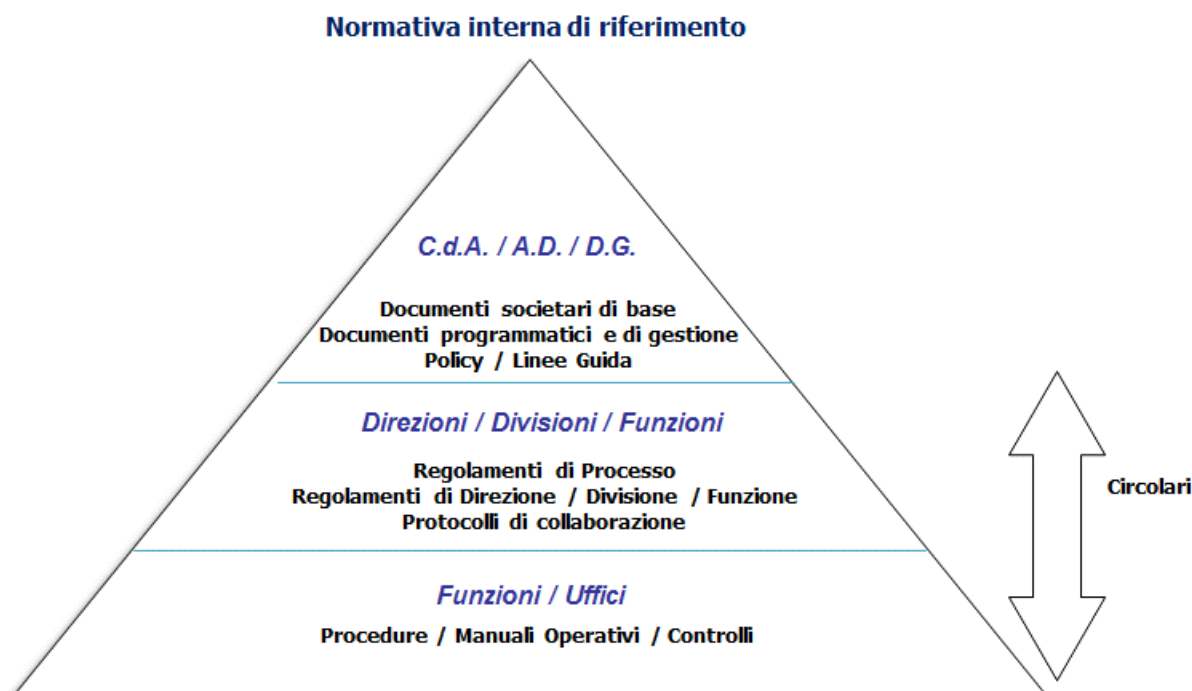 Normativa interna di riferimento
C.d.A. / A.D. / D.G.
Documenti societari di base
Documenti programmatici e di gestione
Policy / Linee Guida
Direzioni / Divisioni / Funzioni
Regolamenti di Processo
Regolamenti di Direzione / Divisione / Funzione
Protocolli di collaborazione
Circolari
Funzioni / Uffici
Procedure / Manuali Operativi / Controlli